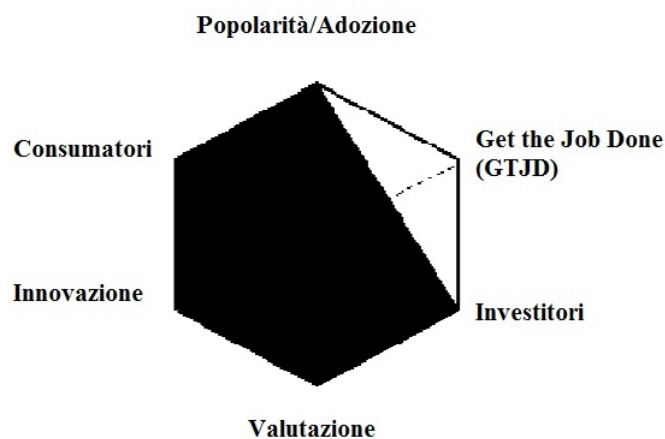 Popolarità/Adozione
Consumatori
Get the Job Done
(GTJD)
Innovazione
Investitori
Valutazione